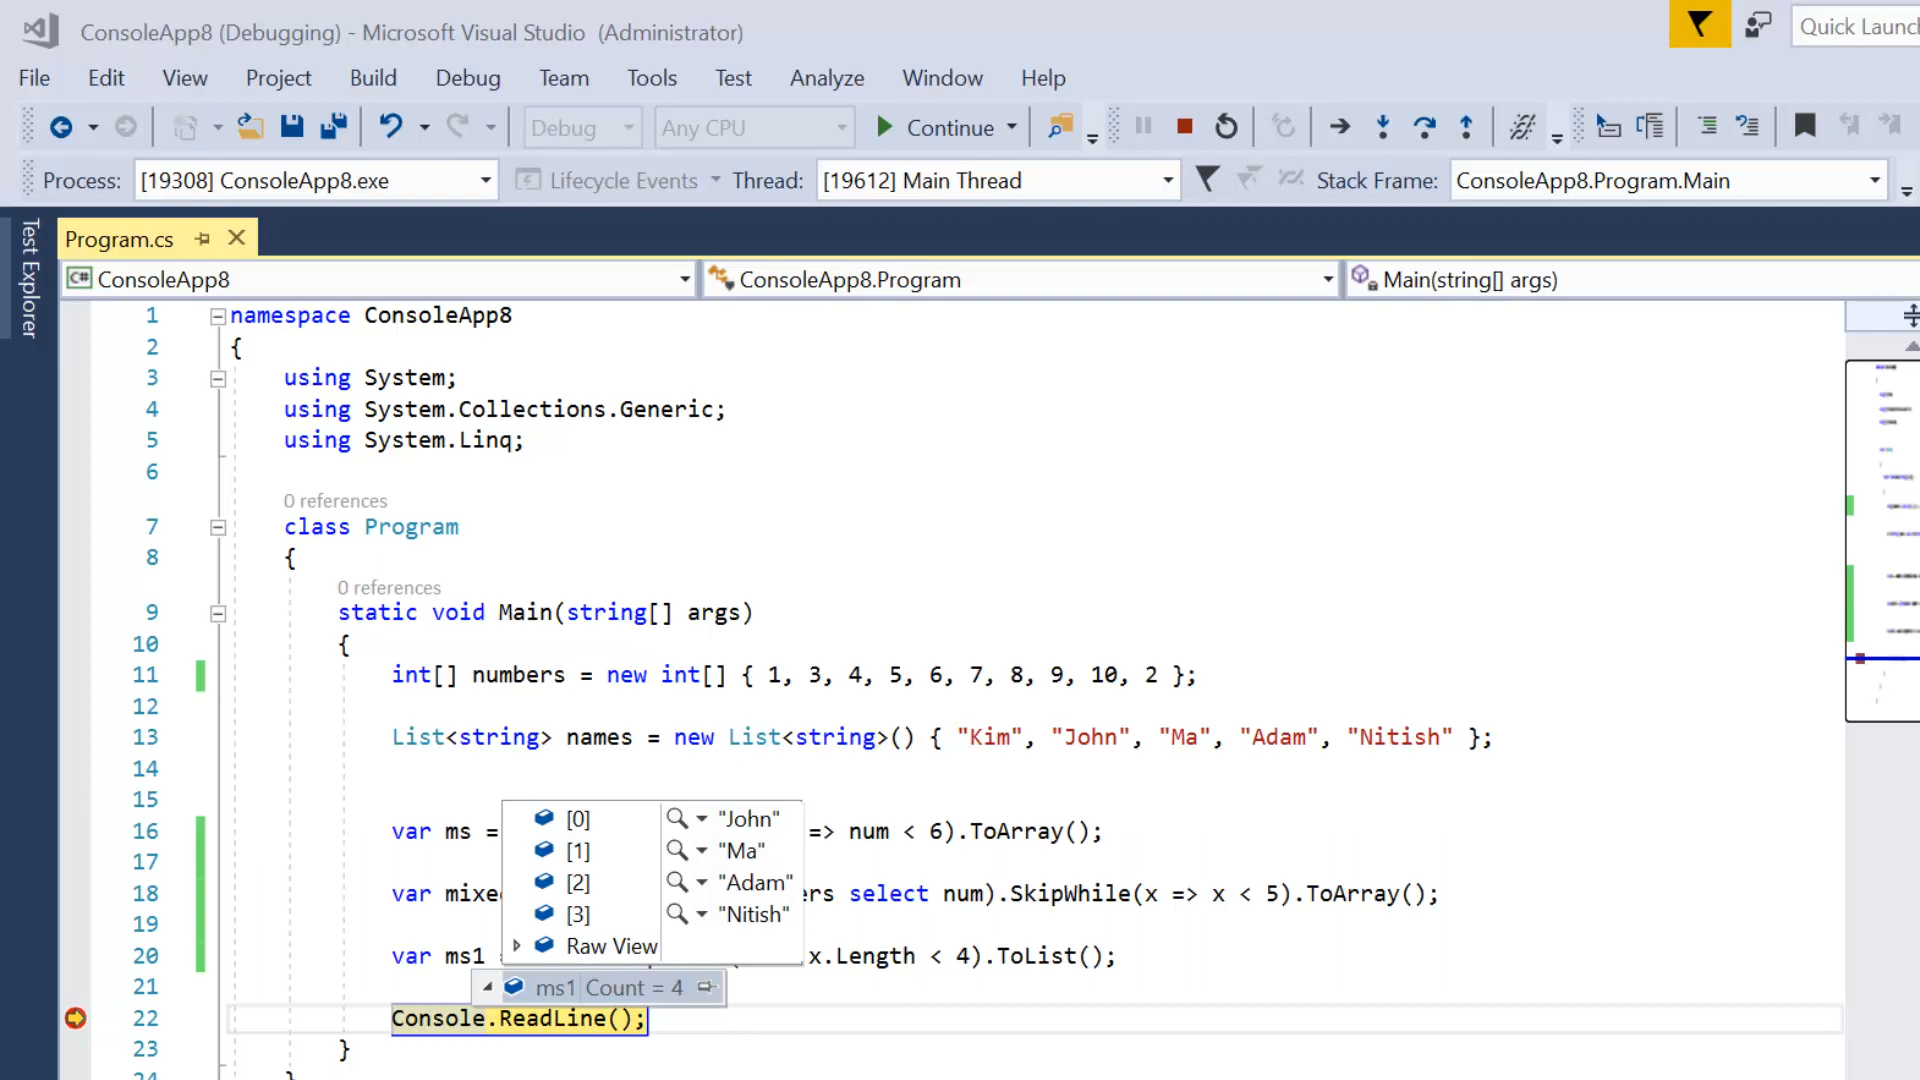 ConsoleApp8 (Debugging) - Microsoft Visual Studio (Administrator)
Quick Launch
File Edit View Project Build Debug Team Tools Test Analyze Window Help
Debug Any CPU Continue
Process: [19308] ConsoleApp8.exe Lifecycle Events Thread: [19612] Main Thread Stack Frame: ConsoleApp8.Program.Main
Test Explorer
Program.cs
C# ConsoleApp8 ConsoleApp8.Program Main(string[] args)
1 namespace ConsoleApp8
2 {
3 using System;
4 using System.Collections.Generic;
5 using System.Linq;
6
0 references
7 class Program
8 {
0 references
9 static void Main(string[] args)
10 {
11 int[] numbers = new int[] { 1, 3, 4, 5, 6, 7, 8, 9, 10, 2 };
12
13 List<string> names = new List<string>() { "Kim", "John", "Ma", "Adam", "Nitish" };
14
15
16 var ms = => num < 6).ToArray();
17
18 var mixe rs select num).SkipWhile(x => x < 5).ToArray();
19
20 var ms1 x.Length < 4).ToList();
21
[0] "John"
[1] "Ma"
[2] "Adam"
[3] "Nitish"
Raw View
ms1 Count = 4
22 Console.ReadLine();
23 }
24 }